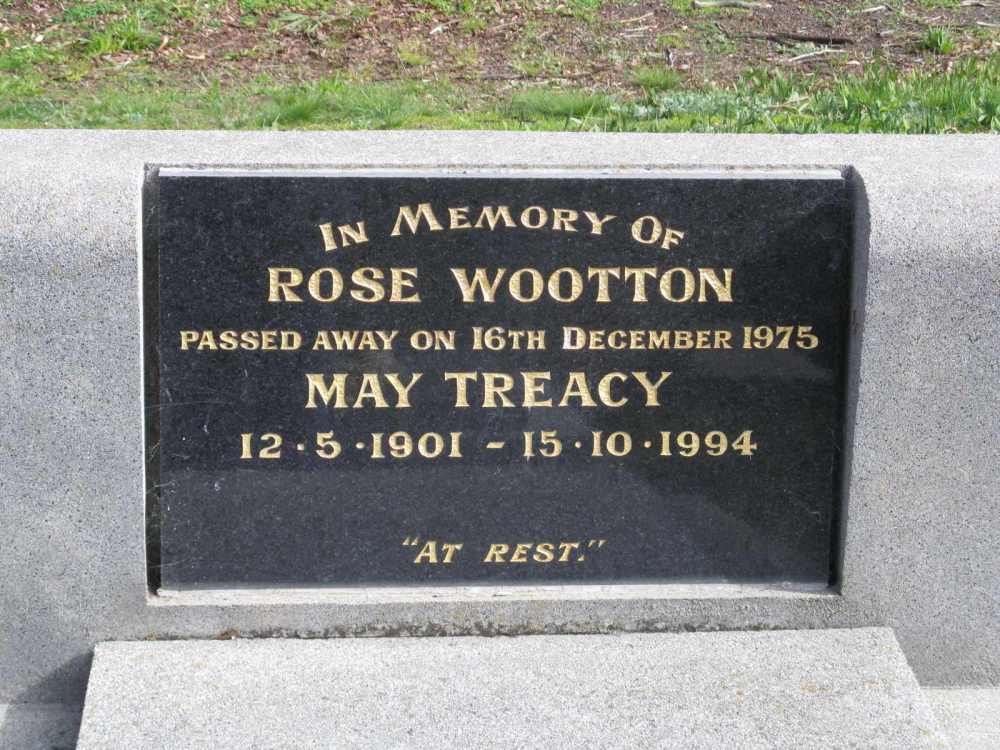 In Memory Of
ROSE WOOTTON
PASSED AWAY ON 16TH DECEMBER 1975
MAY TREACY
12·5·1901 – 15·10·1994
"AT REST."